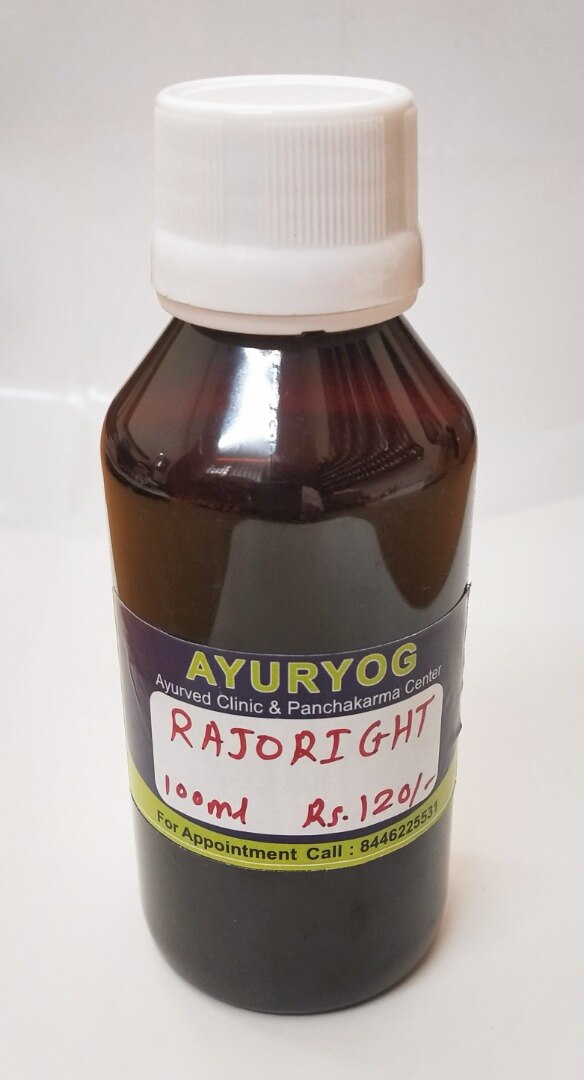 AYURYOG
Ayurved Clinic & Panchakarma Center
RAJORIGHT
100ml Rs. 120/-
For Appointment Call : 8446225531